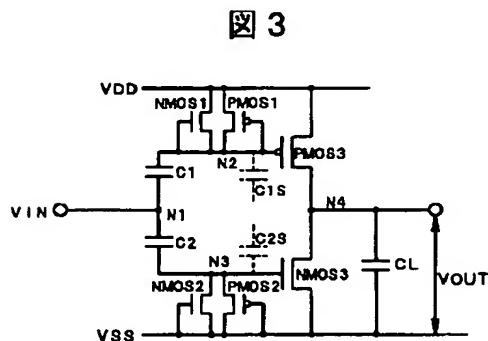 図3
VDD
NMOS1 PMOS1
N2
PMOS3
C1
C1S
VIN
N1
N4
C2
C2S
N3
NMOS3
CL
VOUT
NMOS2 PMOS2
VSS